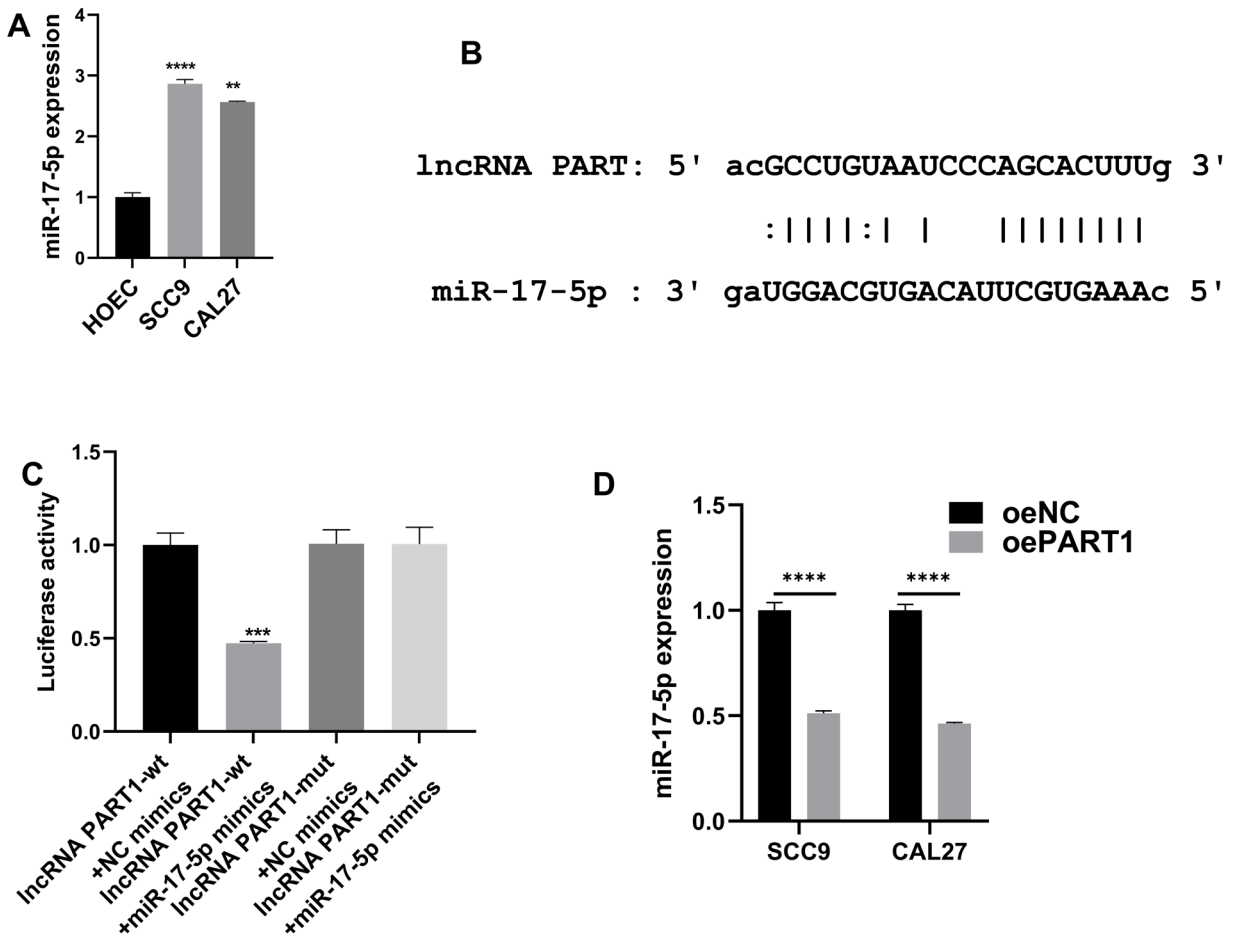 A
miR-17-5p expression
4
3
2
1
0
****
**
HOEC
SCC9
CAL27
B
lncRNA PART: 5' acGCCUGUAAUCCCAGCACUUUg 3'
:||||:| | ||||||||
miR-17-5p : 3' gaUGGACGUGACAUUCGUGAAAc 5'
C
Luciferase activity
1.5
1.0
0.5
0.0
***
lncRNA PART1-wt
+NC mimics
lncRNA PART1-wt
+miR-17-5p mimics
lncRNA PART1-mut
+NC mimics
lncRNA PART1-mut
+miR-17-5p mimics
D
miR-17-5p expression
1.5
1.0
0.5
0.0
oeNC
oePART1
****
****
SCC9
CAL27